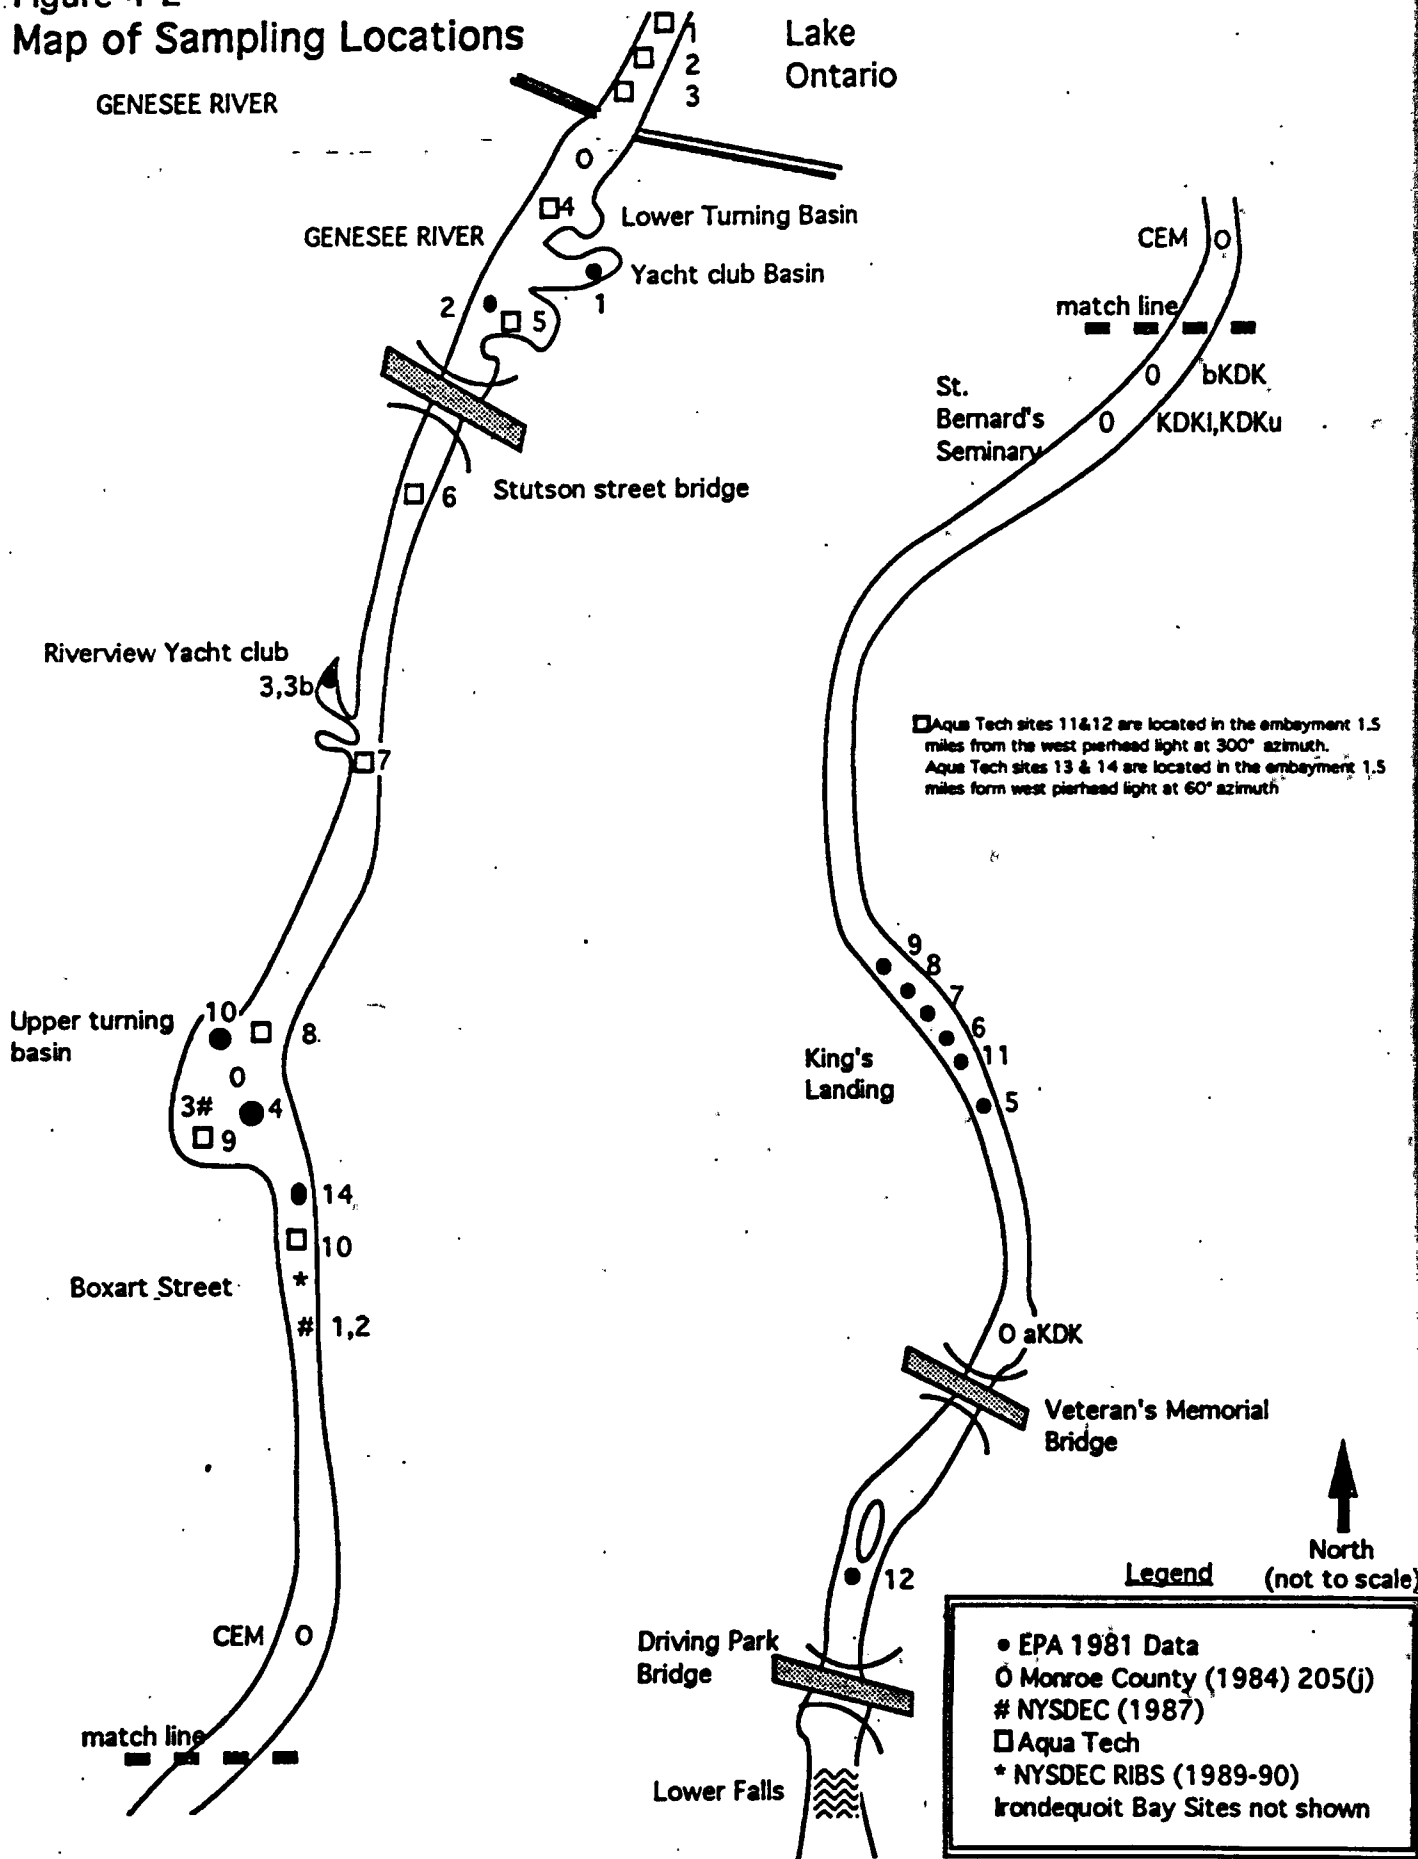 Map of Sampling Locations
GENESEE RIVER
Lake
Ontario
1
2
3
O
4
Lower Turning Basin
GENESEE RIVER
Yacht club Basin
1
2
5
Stutson street bridge
6
Riverview Yacht club
3,3b
7
Upper turning
basin
10
8
O
3#
4
9
14
10
Boxart Street
*
# 1,2
CEM O
match line
CEM O
match line
O bKDK
St.
Bernard's
Seminary
O KDKl,KDKu
Aqua Tech sites 11&12 are located in the embayment 1.5
miles from the west pierhead light at 300° azimuth.
Aqua Tech sites 13 & 14 are located in the embayment 1.5
miles form west pierhead light at 60° azimuth
9
8
7
6
11
5
King's
Landing
O aKDK
Veteran's Memorial
Bridge
12
Driving Park
Bridge
Lower Falls
North
(not to scale)
Legend
● EPA 1981 Data
O Monroe County (1984) 205(j)
# NYSDEC (1987)
□ Aqua Tech
* NYSDEC RIBS (1989-90)
Irondequoit Bay Sites not shown